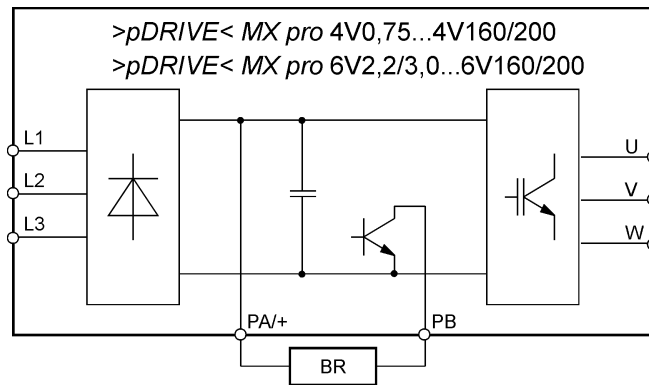 >pDRIVE< MX pro 4V0,75...4V160/200
>pDRIVE< MX pro 6V2,2/3,0...6V160/200
L1
L2
L3
U
V
W
PA/+
PB
BR